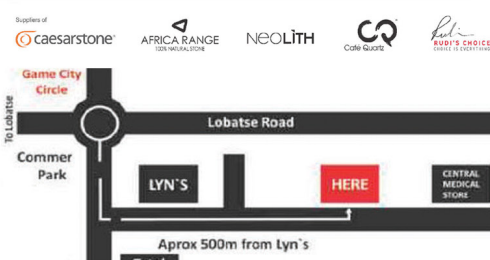 Suppliers of
caesarstone®
AFRICA RANGE
100% NATURAL STONE
NEOLITH
CQ
Café Quartz
RUDI'S CHOICE
CHOICE IS EVERYTHING
Game City
Circle
To Lobatse
Lobatse Road
Commer
Park
LYN`S
HERE
CENTRAL
MEDICAL
STORE
Aprox 500m from Lyn`s